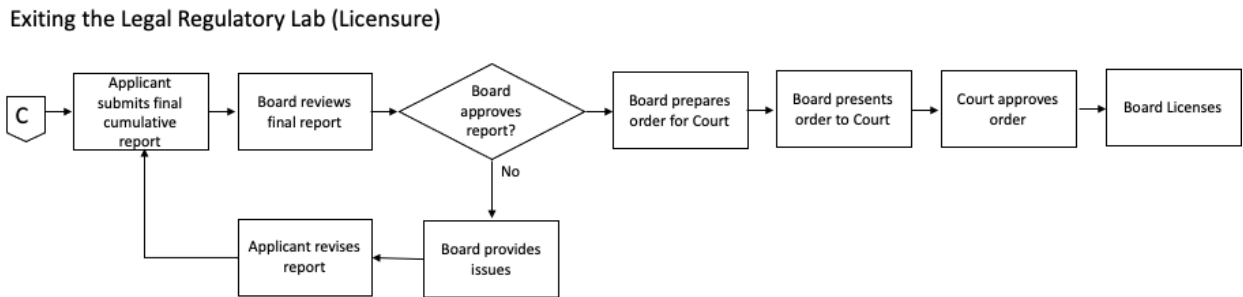 Exiting the Legal Regulatory Lab (Licensure)
C
Applicant
submits final
cumulative
report
Board reviews
final report
Board
approves
report?
Board prepares
order for Court
Board presents
order to Court
Court approves
order
Board Licenses
No
Applicant revises
report
Board provides
issues